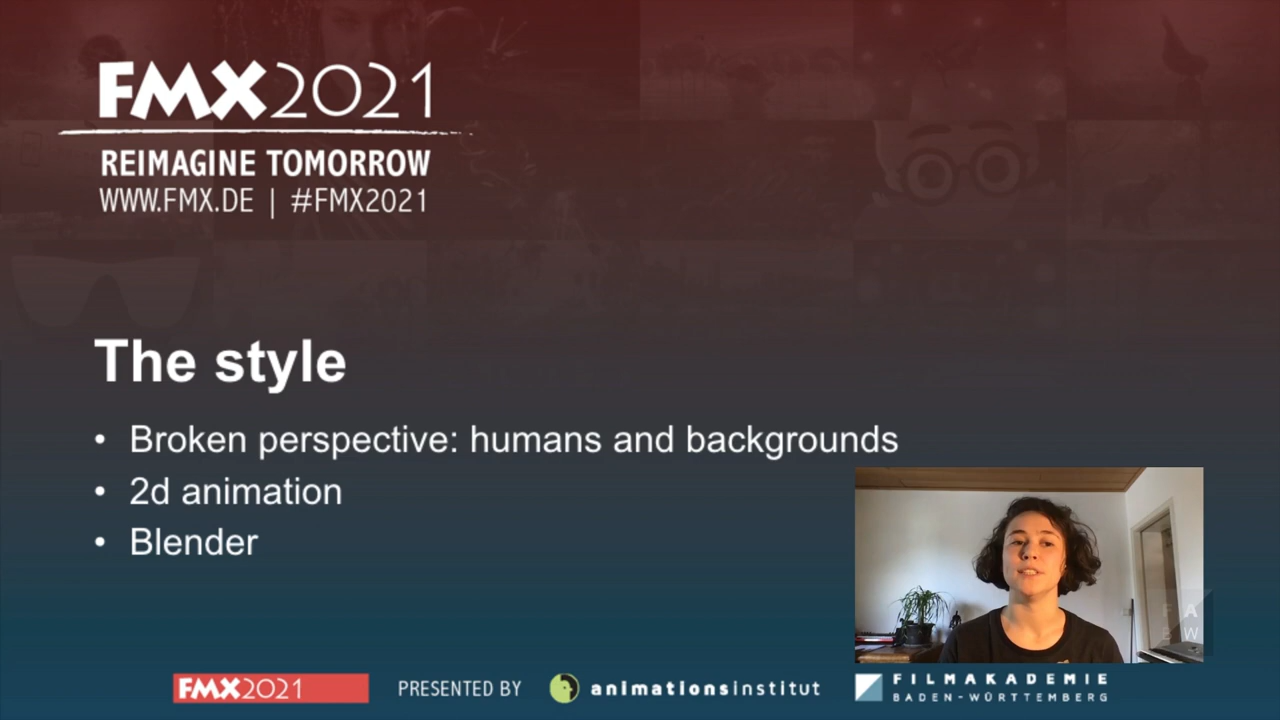 FMX2021
REIMAGINE TOMORROW
WWW.FMX.DE | #FMX2021
The style
• Broken perspective: humans and backgrounds
• 2d animation
• Blender
F A
B W
FMX2021 PRESENTED BY animationsinstitut FILMAKADEMIE
BADEN-WÜRTTEMBERG